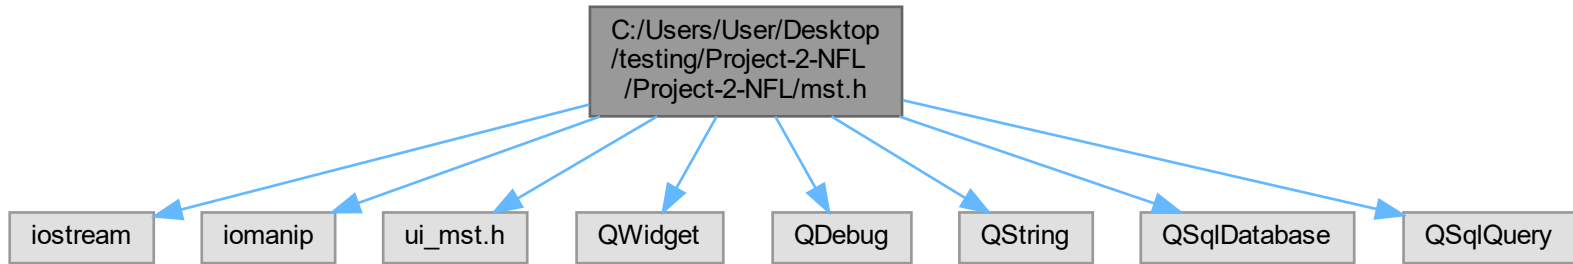 C:/Users/User/Desktop
/testing/Project-2-NFL
/Project-2-NFL/mst.h
iostream
iomanip
ui_mst.h
QWidget
QDebug
QString
QSqlDatabase
QSqlQuery